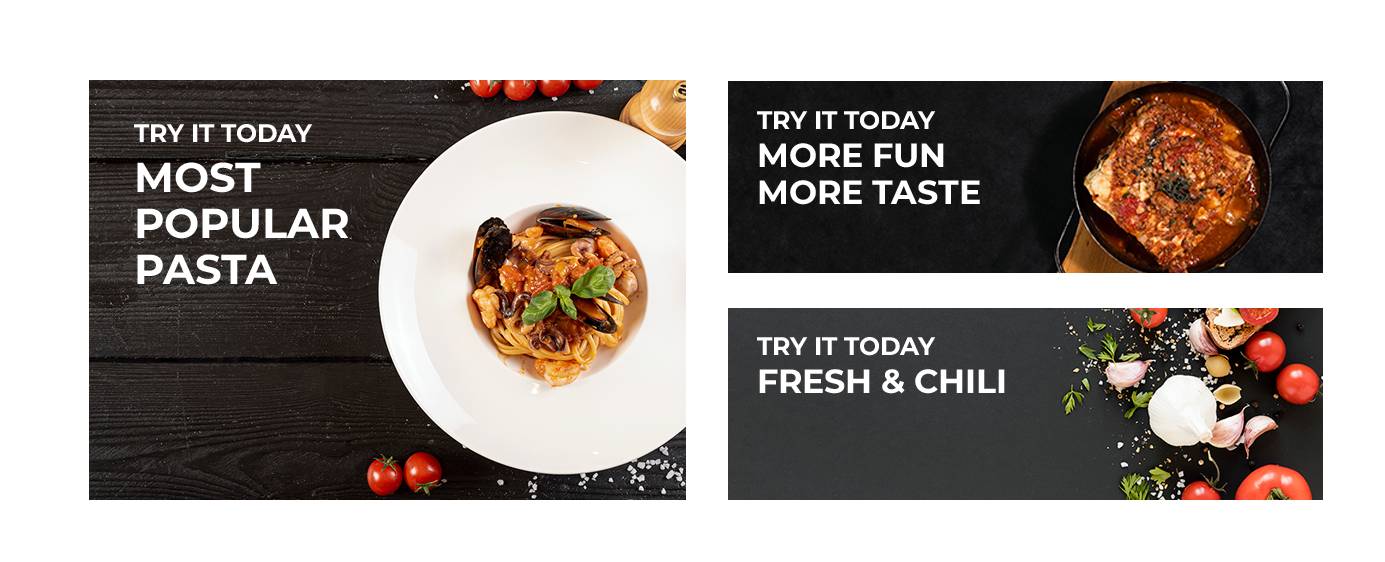 TRY IT TODAY
MOST
POPULAR
PASTA
TRY IT TODAY
MORE FUN
MORE TASTE
TRY IT TODAY
FRESH & CHILI